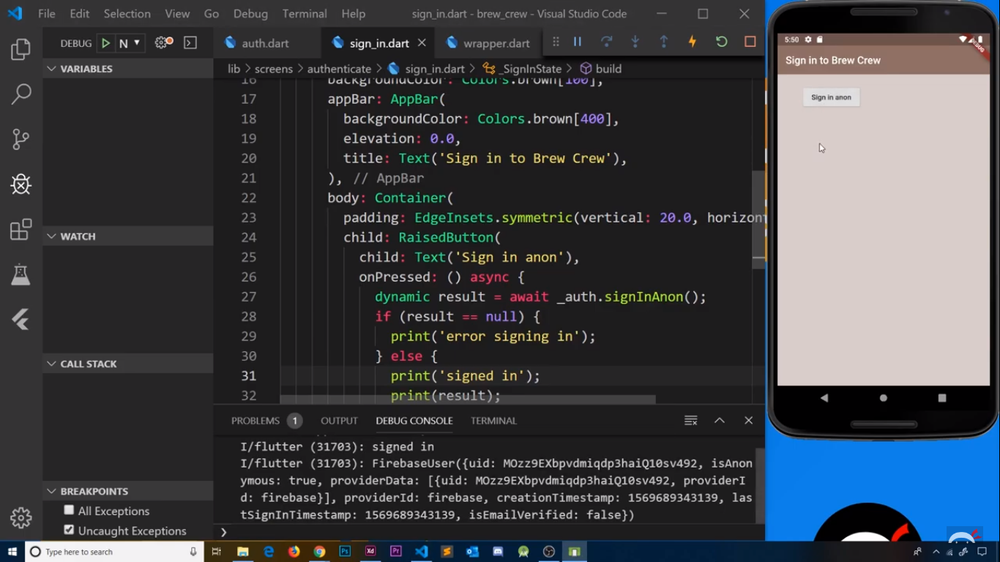 File Edit Selection View Go Debug Terminal Help sign_in.dart - brew_crew - Visual Studio Code
DEBUG N
auth.dart sign_in.dart wrapper.dart
lib screens authenticate sign_in.dart _SignInState build
VARIABLES
WATCH
CALL STACK
BREAKPOINTS
All Exceptions
Uncaught Exceptions
16 backgroundColor: Colors.brown[100],
17 appBar: AppBar(
18 backgroundColor: Colors.brown[400],
19 elevation: 0.0,
20 title: Text('Sign in to Brew Crew'),
21 ), // AppBar
22 body: Container(
23 padding: EdgeInsets.symmetric(vertical: 20.0, horizont
24 child: RaisedButton(
25 child: Text('Sign in anon'),
26 onPressed: () async {
27 dynamic result = await _auth.signInAnon();
28 if (result == null) {
29 print('error signing in');
30 } else {
31 print('signed in');
32 print(result);
PROBLEMS 1 OUTPUT DEBUG CONSOLE TERMINAL
I/flutter (31703): signed in
I/flutter (31703): FirebaseUser({uid: MOzz9EXbpvdmiqdp3haiQ10sv492, isAnon
ymous: true, providerData: [{uid: MOzz9EXbpvdmiqdp3haiQ10sv492, providerI
d: firebase}], providerId: firebase, creationTimestamp: 1569689343139, las
tSignInTimestamp: 1569689343139, isEmailVerified: false})
5:50
DEBUG
Sign in to Brew Crew
Sign in anon
Type here to search
Ps Xd Pr